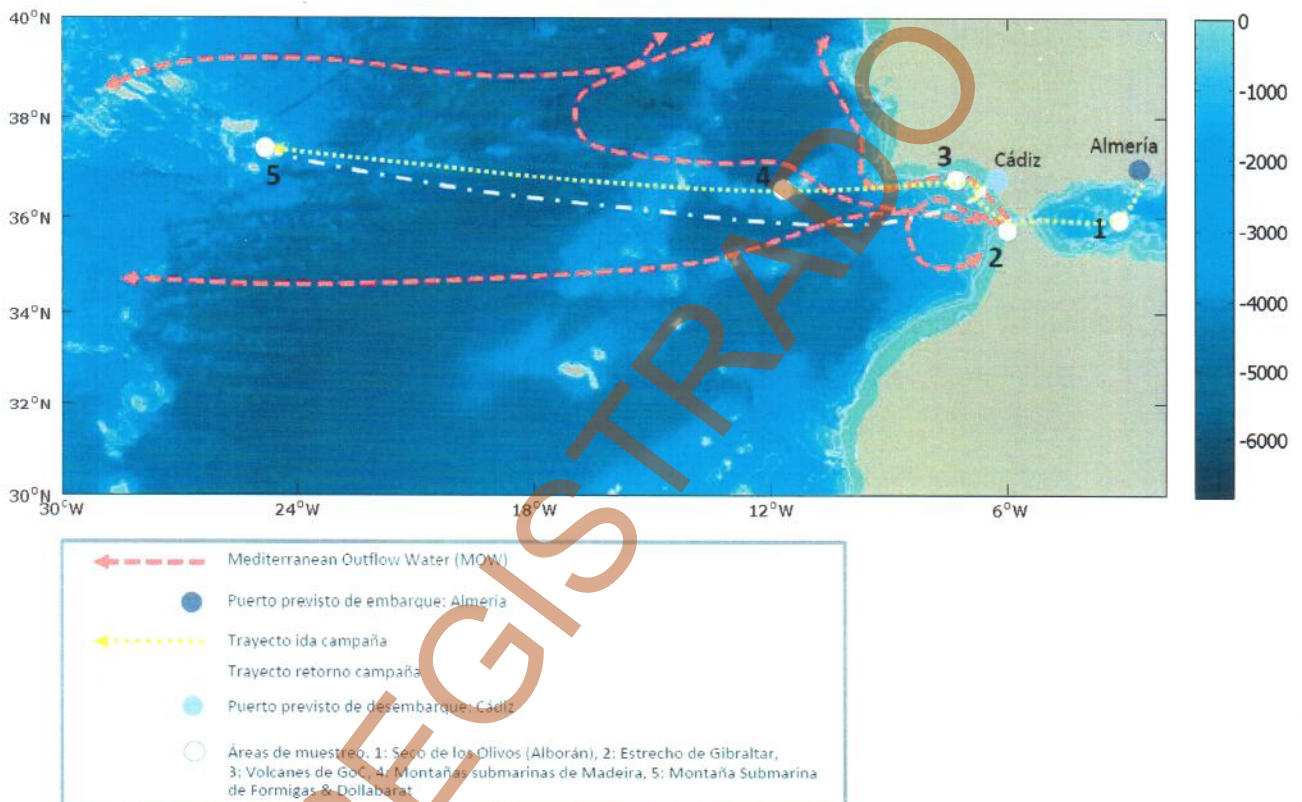 40°N
38°N
36°N
34°N
32°N
30°N
30°W
24°W
18°W
12°W
6°W
5
4
3
Cádiz
Almería
1
2
0
-1000
-2000
-3000
-4000
-5000
-6000
REGISTRADO
Mediterranean Outflow Water (MOW)
Puerto previsto de embarque: Almería
Trayecto ida campaña
Trayecto retorno campaña
Puerto previsto de desembarque: Cádiz
Áreas de muestreo. 1: Seco de los Olivos (Alborán), 2: Estrecho de Gibraltar,
3: Volcanes de GoC, 4: Montañas submarinas de Madeira, 5: Montaña Submarina
de Formigas & Dollabarat